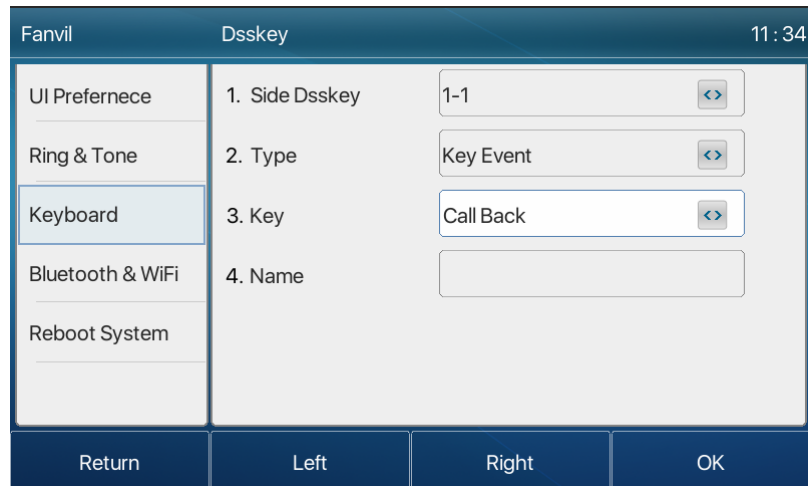 Fanvil Dsskey 11:34
UI Prefernece
Ring & Tone
Keyboard
Bluetooth & WiFi
Reboot System
1. Side Dsskey 1-1
2. Type Key Event
3. Key Call Back
4. Name
Return Left Right OK